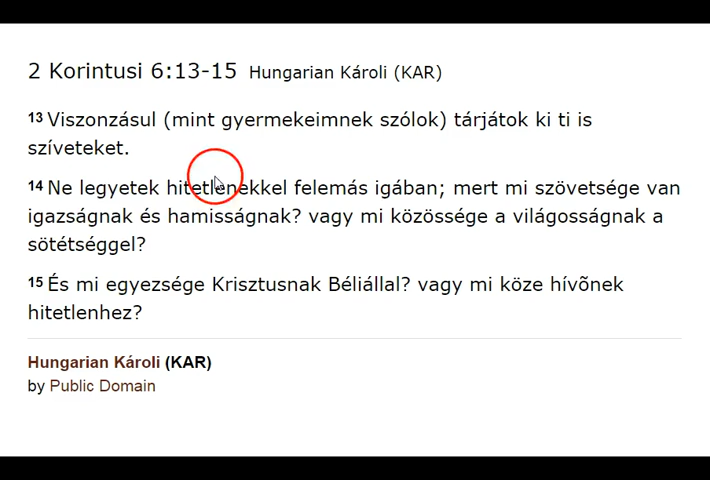 2 Korintusi 6:13-15 Hungarian Károli (KAR)
13 Viszonzásul (mint gyermekeimnek szólok) tárjátok ki ti is
szíveteket.
14 Ne legyetek hitetlenekkel felemás igában; mert mi szövetsége van
igazságnak és hamisságnak? vagy mi közössége a világosságnak a
sötétséggel?
15 És mi egyezsége Krisztusnak Béliállal? vagy mi köze hívõnek
hitetlenhez?
Hungarian Károli (KAR)
by Public Domain